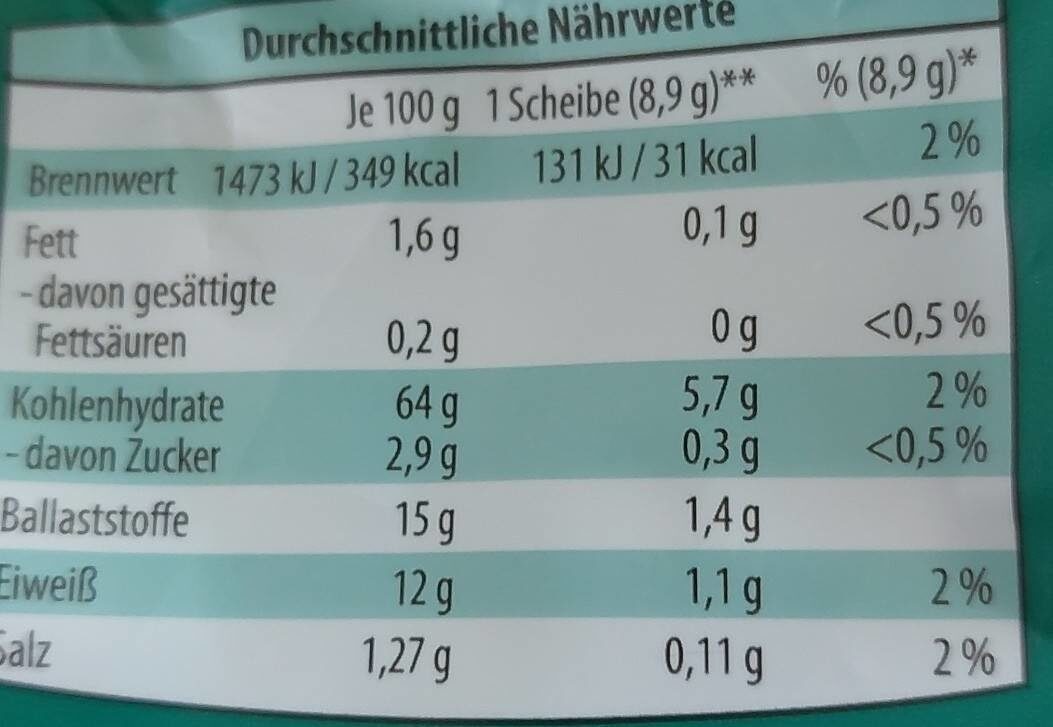 Durchschnittliche Nährwerte
Je 100 g 1 Scheibe (8,9 g)** % (8,9 g)*
Brennwert 1473 kJ / 349 kcal 131 kJ / 31 kcal 2 %
Fett 1,6 g 0,1 g <0,5 %
- davon gesättigte
Fettsäuren 0,2 g 0 g <0,5 %
Kohlenhydrate 64 g 5,7 g 2 %
- davon Zucker 2,9 g 0,3 g <0,5 %
Ballaststoffe 15 g 1,4 g
Eiweiß 12 g 1,1 g 2 %
Salz 1,27 g 0,11 g 2 %